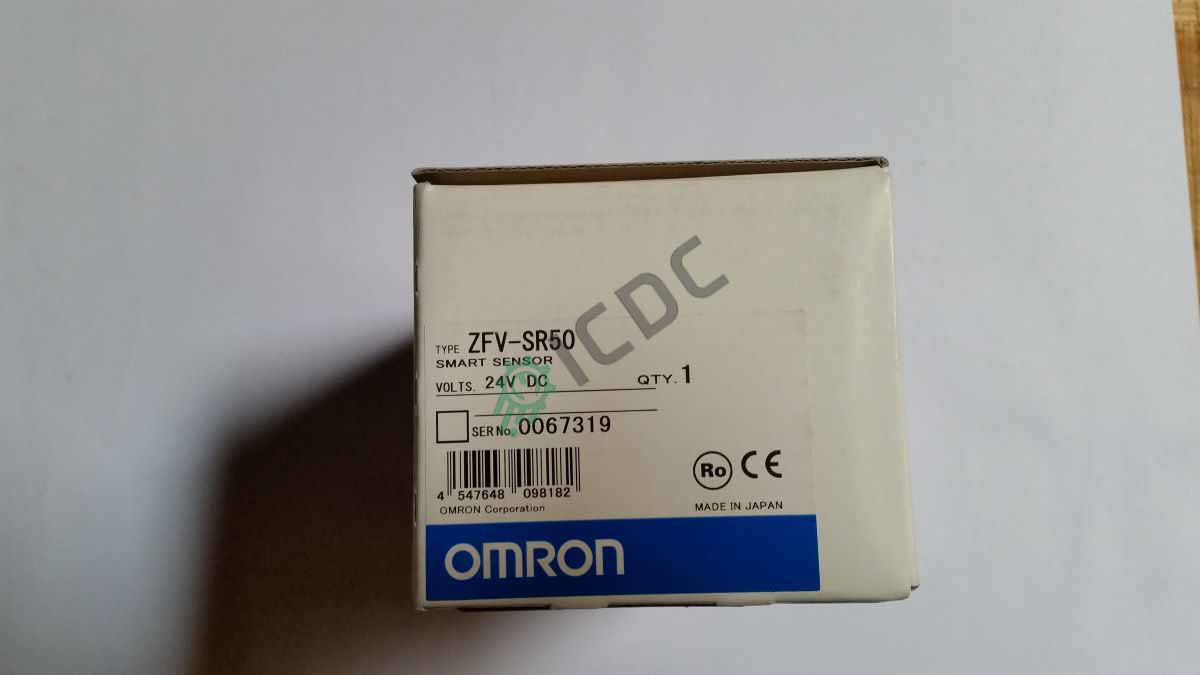 ICDC
TYPE ZFV-SR50
SMART SENSOR
VOLTS. 24V DC QTY. 1
SER No. 0067319
4 547648 098182
Ro CE
OMRON Corporation MADE IN JAPAN
OMRON